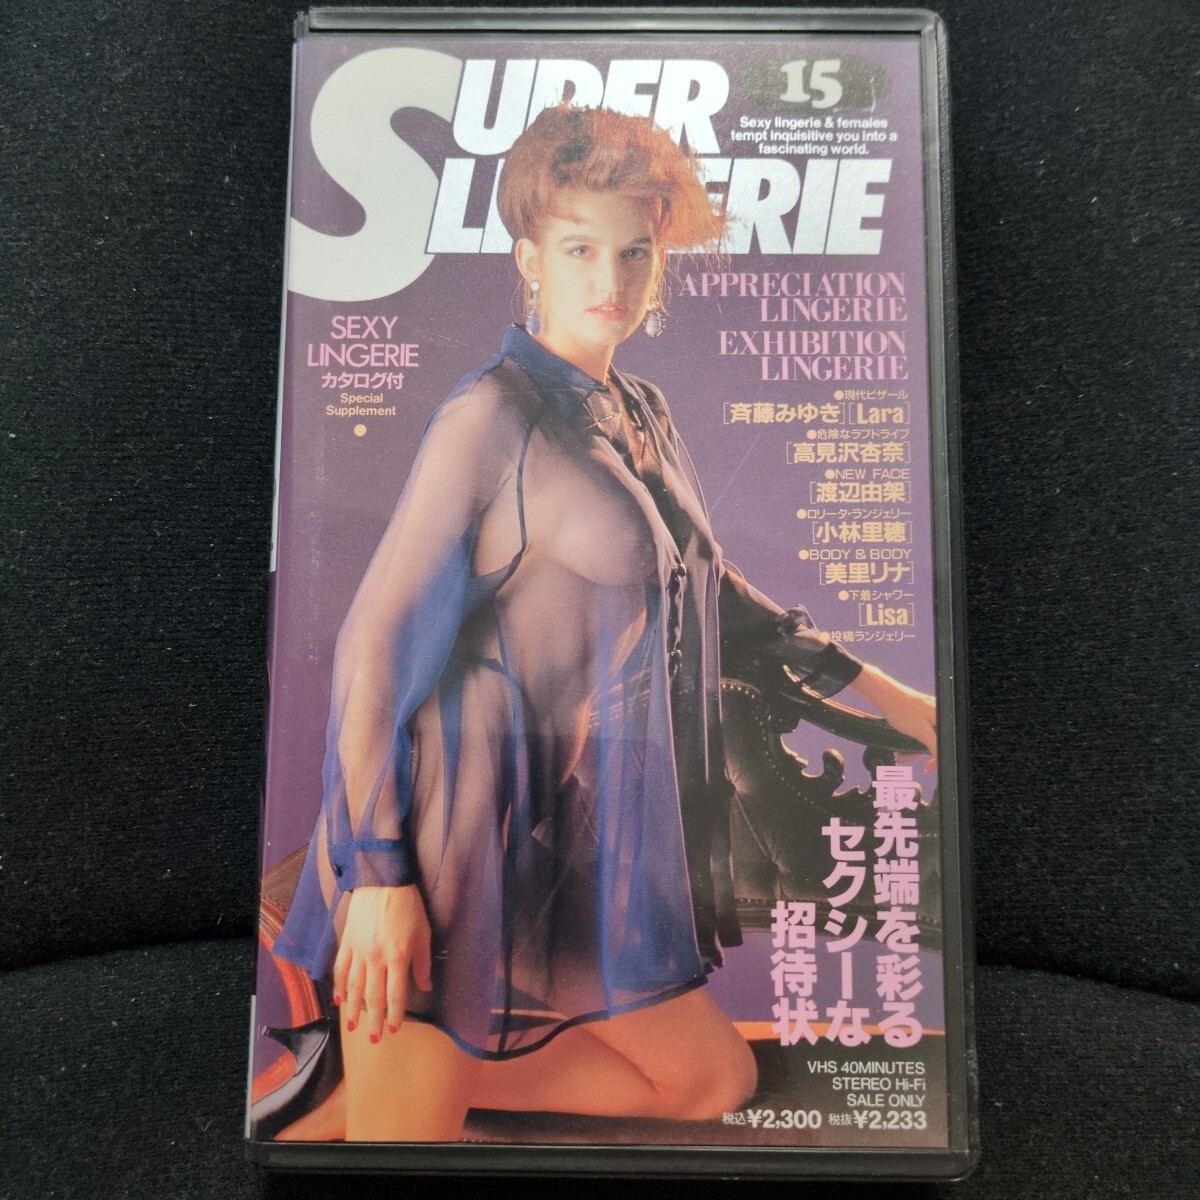 SUPER
LINGERIE
15
Sexy lingerie & females
tempt inquisitive you into a
fascinating world.
APPRECIATION
LINGERIE
EXHIBITION
LINGERIE
SEXY
LINGERIE
カタログ付
Special
Supplement
●現代ビザール
[斉藤みゆき][Lara]
●危険なラブドライブ
[高見沢杏奈]
●NEW FACE
[渡辺由架]
●ロリータ・ランジェリー
[小林里穂]
●BODY & BODY
[美里リナ]
●下着シャワー
[Lisa]
●投稿ランジェリー
最先端を彩る
セクシーな
招待状
VHS 40MINUTES
STEREO Hi-Fi
SALE ONLY
税込¥2,300 税抜¥2,233